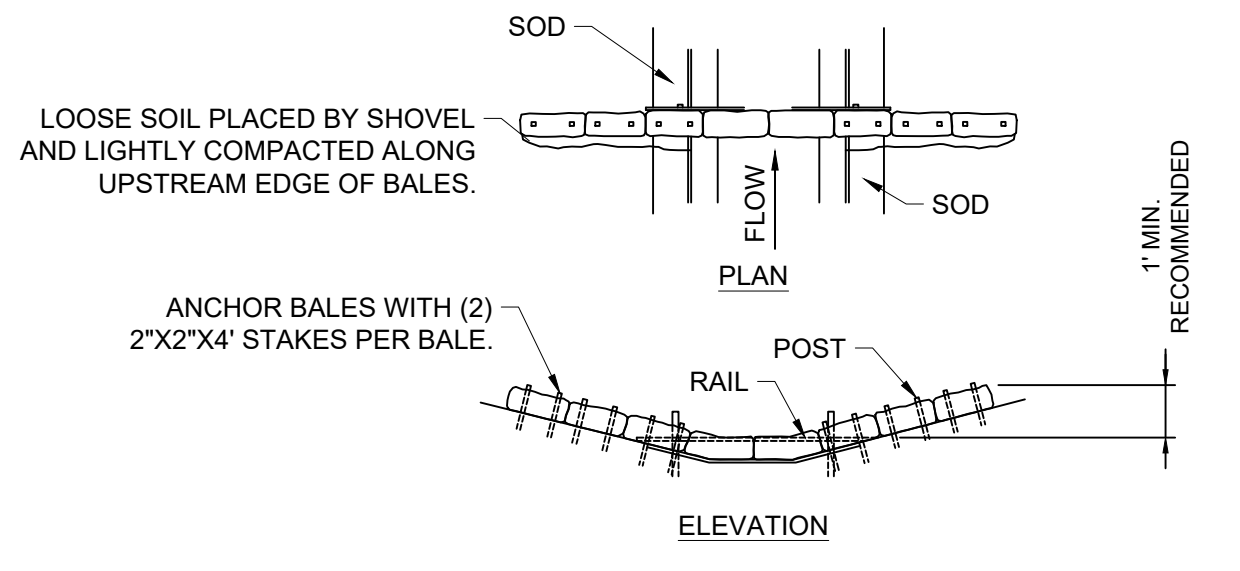 SOD
LOOSE SOIL PLACED BY SHOVEL
AND LIGHTLY COMPACTED ALONG
UPSTREAM EDGE OF BALES.
FLOW
SOD
PLAN
1' MIN.
RECOMMENDED
ANCHOR BALES WITH (2)
2"X2"X4' STAKES PER BALE.
POST
RAIL
ELEVATION